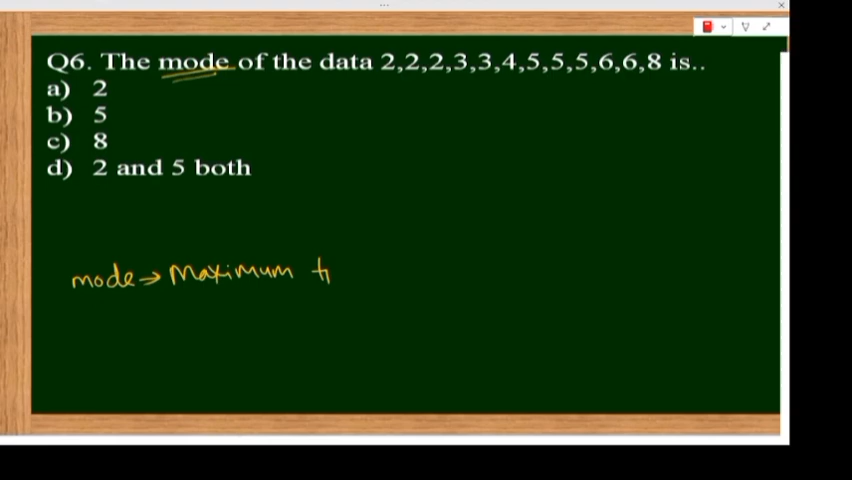 Q6. The mode of the data 2,2,2,3,3,4,5,5,5,6,6,8 is..
a) 2
b) 5
c) 8
d) 2 and 5 both
mode → Maximum